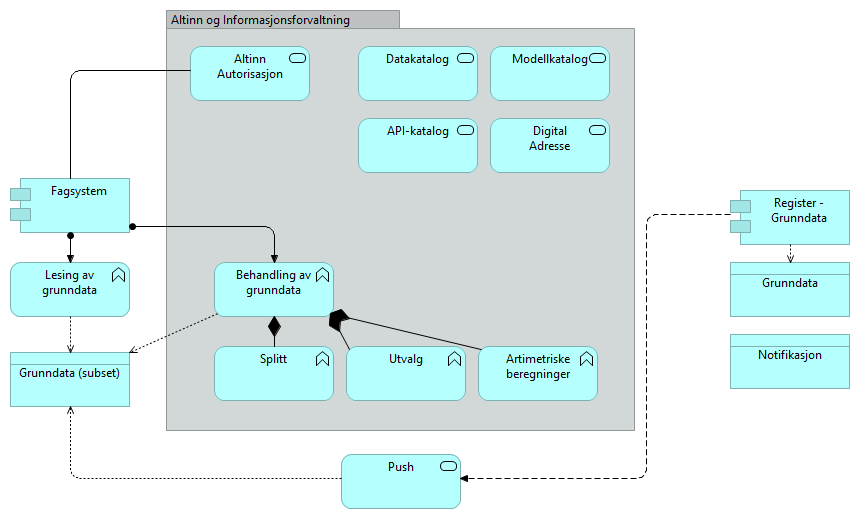 Altinn og Informasjonsforvaltning
Altinn
Autorisasjon
Datakatalog
Modellkatalog
API-katalog
Digital
Adresse
Fagsystem
Register -
Grunndata
Lesing av
grunndata
Behandling av
grunndata
Grunndata
Grunndata (subset)
Splitt
Utvalg
Artimetriske
beregninger
Notifikasjon
Push